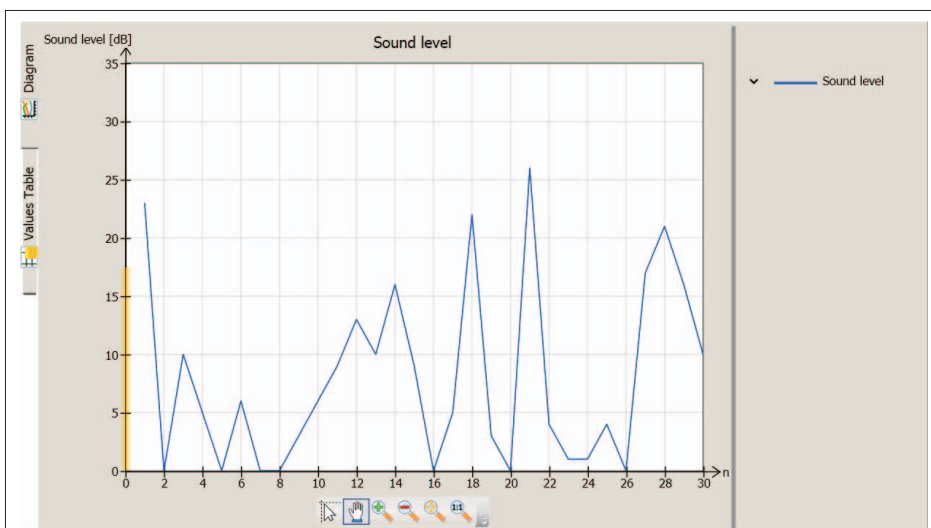 Sound level [dB]
Sound level
Diagram
Values Table
35
30
25
20
15
10
5
0
0 2 4 6 8 10 12 14 16 18 20 22 24 26 28 30
n
Sound level
1:1